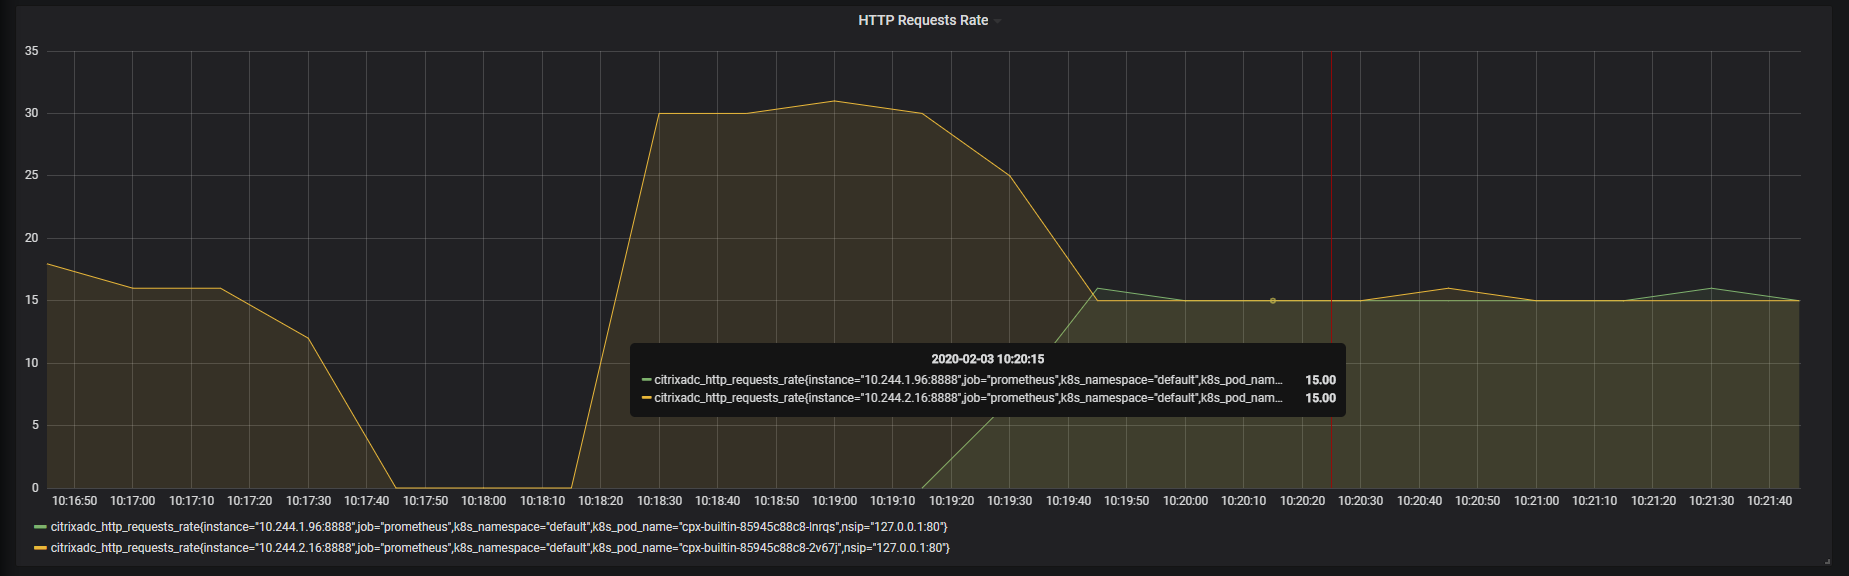 HTTP Requests Rate
35
30
25
20
15
10
5
0
2020-02-03 10:20:15
citrixadc_http_requests_rate{instance="10.244.1.96:8888",job="prometheus",k8s_namespace="default",k8s_pod_nam... 15.00
citrixadc_http_requests_rate{instance="10.244.2.16:8888",job="prometheus",k8s_namespace="default",k8s_pod_nam... 15.00
10:16:50 10:17:00 10:17:10 10:17:20 10:17:30 10:17:40 10:17:50 10:18:00 10:18:10 10:18:20 10:18:30 10:18:40 10:18:50 10:19:00 10:19:10 10:19:20 10:19:30 10:19:40 10:19:50 10:20:00 10:20:10 10:20:20 10:20:30 10:20:40 10:20:50 10:21:00 10:21:10 10:21:20 10:21:30 10:21:40
citrixadc_http_requests_rate{instance="10.244.1.96:8888",job="prometheus",k8s_namespace="default",k8s_pod_name="cpx-builtin-85945c88c8-lnrqs",nsip="127.0.0.1:80"}
citrixadc_http_requests_rate{instance="10.244.2.16:8888",job="prometheus",k8s_namespace="default",k8s_pod_name="cpx-builtin-85945c88c8-2v67j",nsip="127.0.0.1:80"}